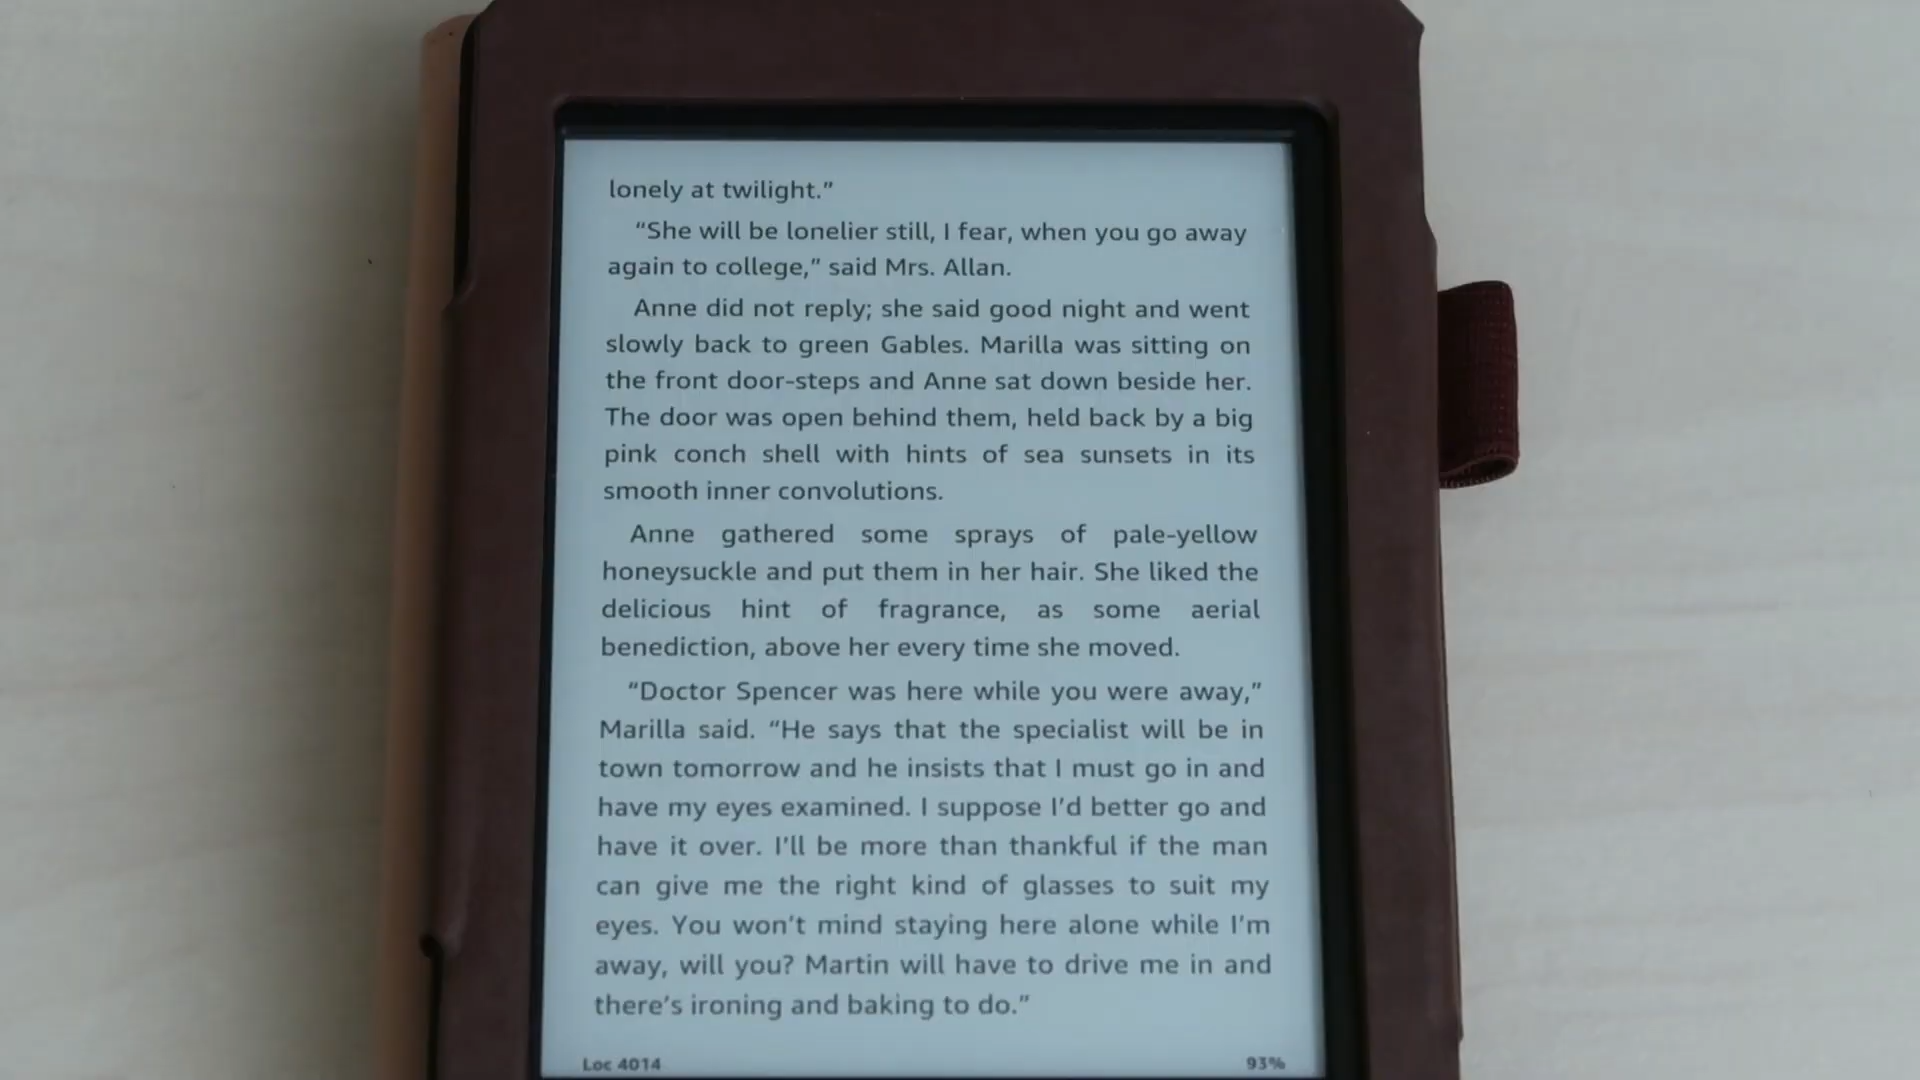 lonely at twilight.”
“She will be lonelier still, I fear, when you go away
again to college,” said Mrs. Allan.
Anne did not reply; she said good night and went
slowly back to green Gables. Marilla was sitting on
the front door-steps and Anne sat down beside her.
The door was open behind them, held back by a big
pink conch shell with hints of sea sunsets in its
smooth inner convolutions.
Anne gathered some sprays of pale-yellow
honeysuckle and put them in her hair. She liked the
delicious hint of fragrance, as some aerial
benediction, above her every time she moved.
“Doctor Spencer was here while you were away,”
Marilla said. “He says that the specialist will be in
town tomorrow and he insists that I must go in and
have my eyes examined. I suppose I’d better go and
have it over. I’ll be more than thankful if the man
can give me the right kind of glasses to suit my
eyes. You won’t mind staying here alone while I’m
away, will you? Martin will have to drive me in and
there’s ironing and baking to do.”
Loc 4014 93%